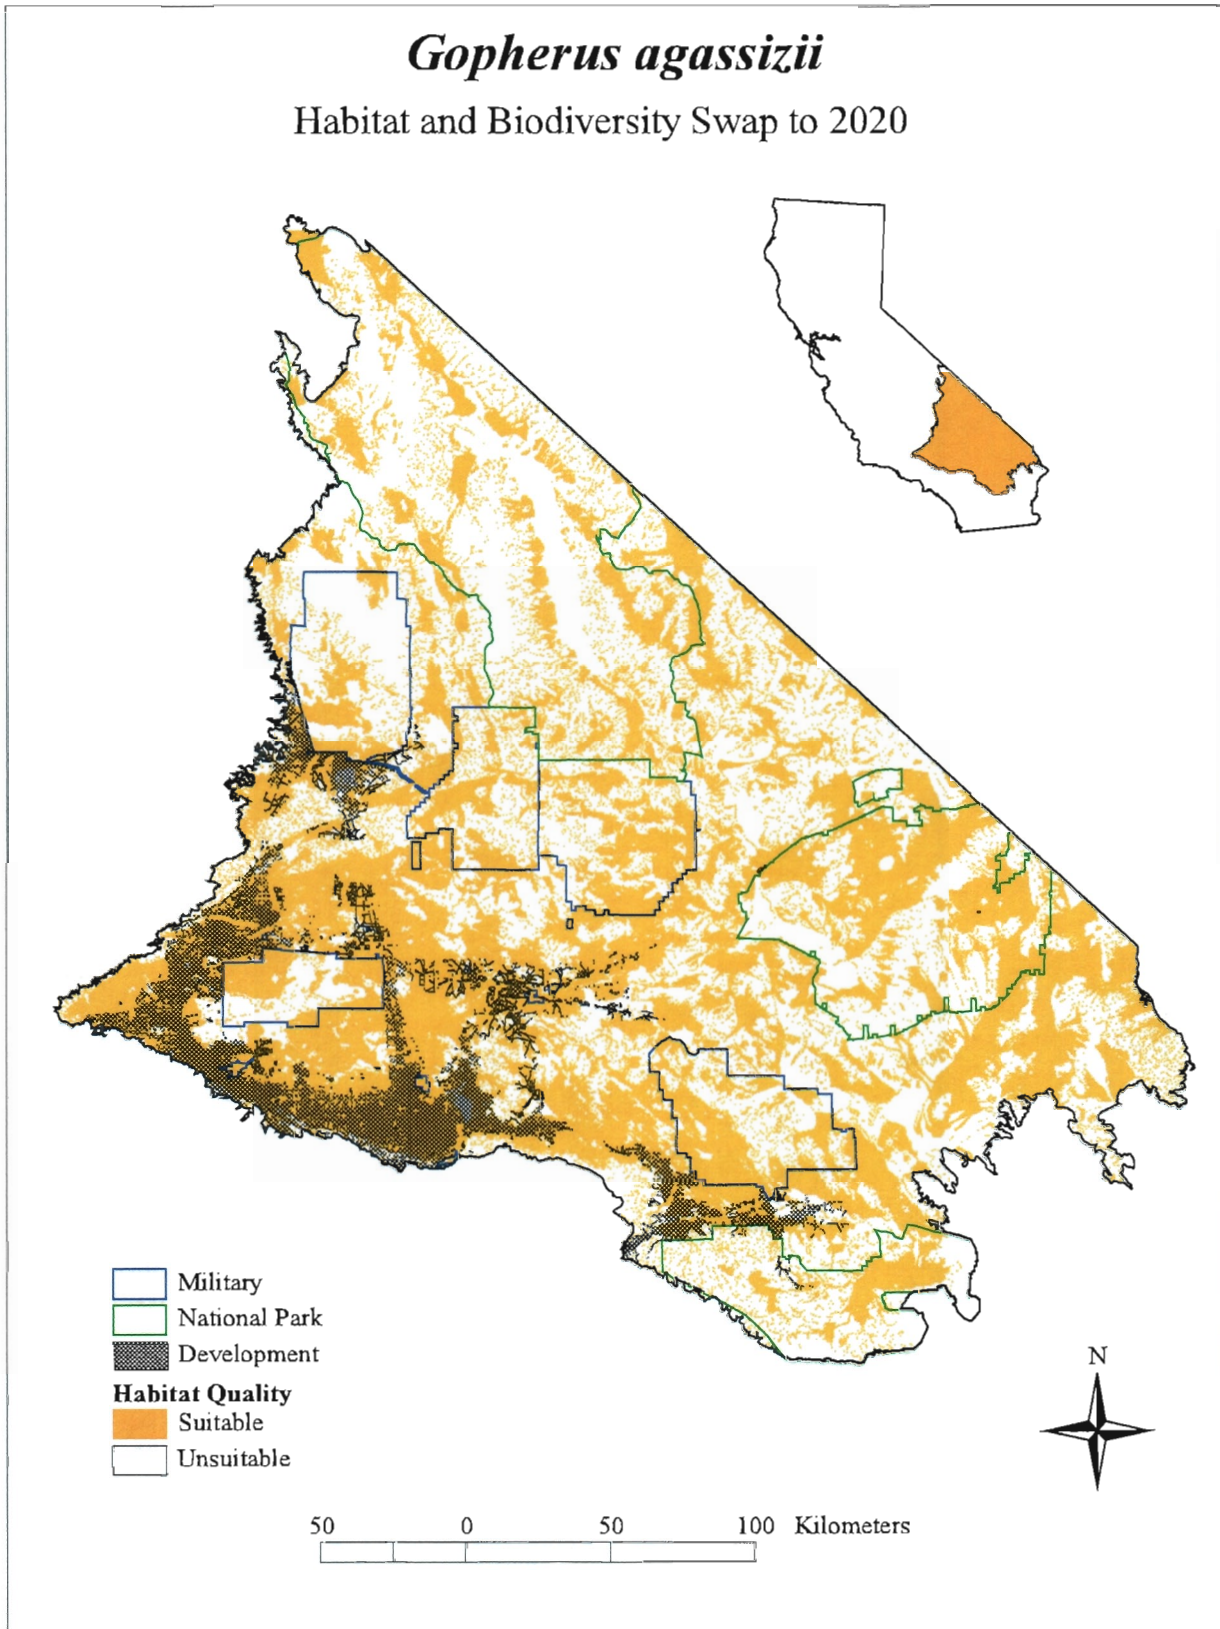 Gopherus agassizii
Habitat and Biodiversity Swap to 2020
Military
National Park
Development
Habitat Quality
Suitable
Unsuitable
N
50 0 50 100 Kilometers